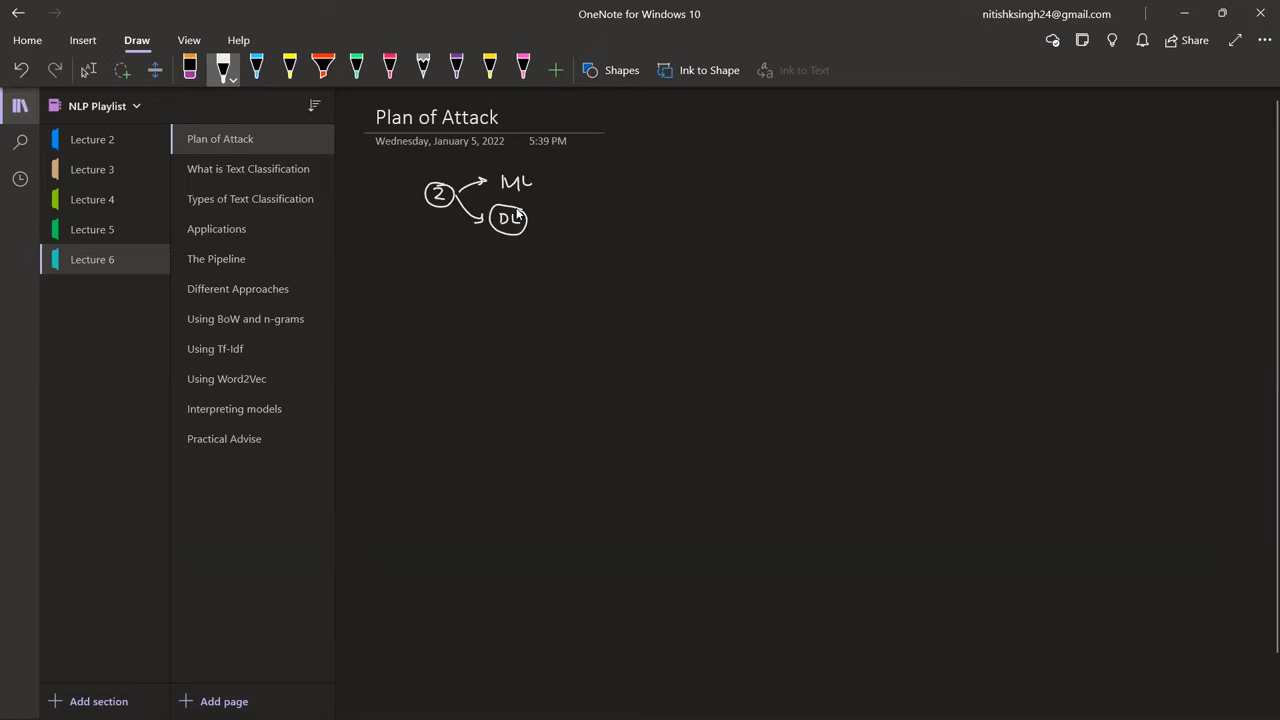 OneNote for Windows 10
nitishksingh24@gmail.com
Home Insert Draw View Help
Share
Shapes Ink to Shape Ink to Text
NLP Playlist
Lecture 2
Lecture 3
Lecture 4
Lecture 5
Lecture 6
Plan of Attack
What is Text Classification
Types of Text Classification
Applications
The Pipeline
Different Approaches
Using BoW and n-grams
Using Tf-Idf
Using Word2Vec
Interpreting models
Practical Advise
Plan of Attack
Wednesday, January 5, 2022 5:39 PM
2 ML
DL
Add section Add page